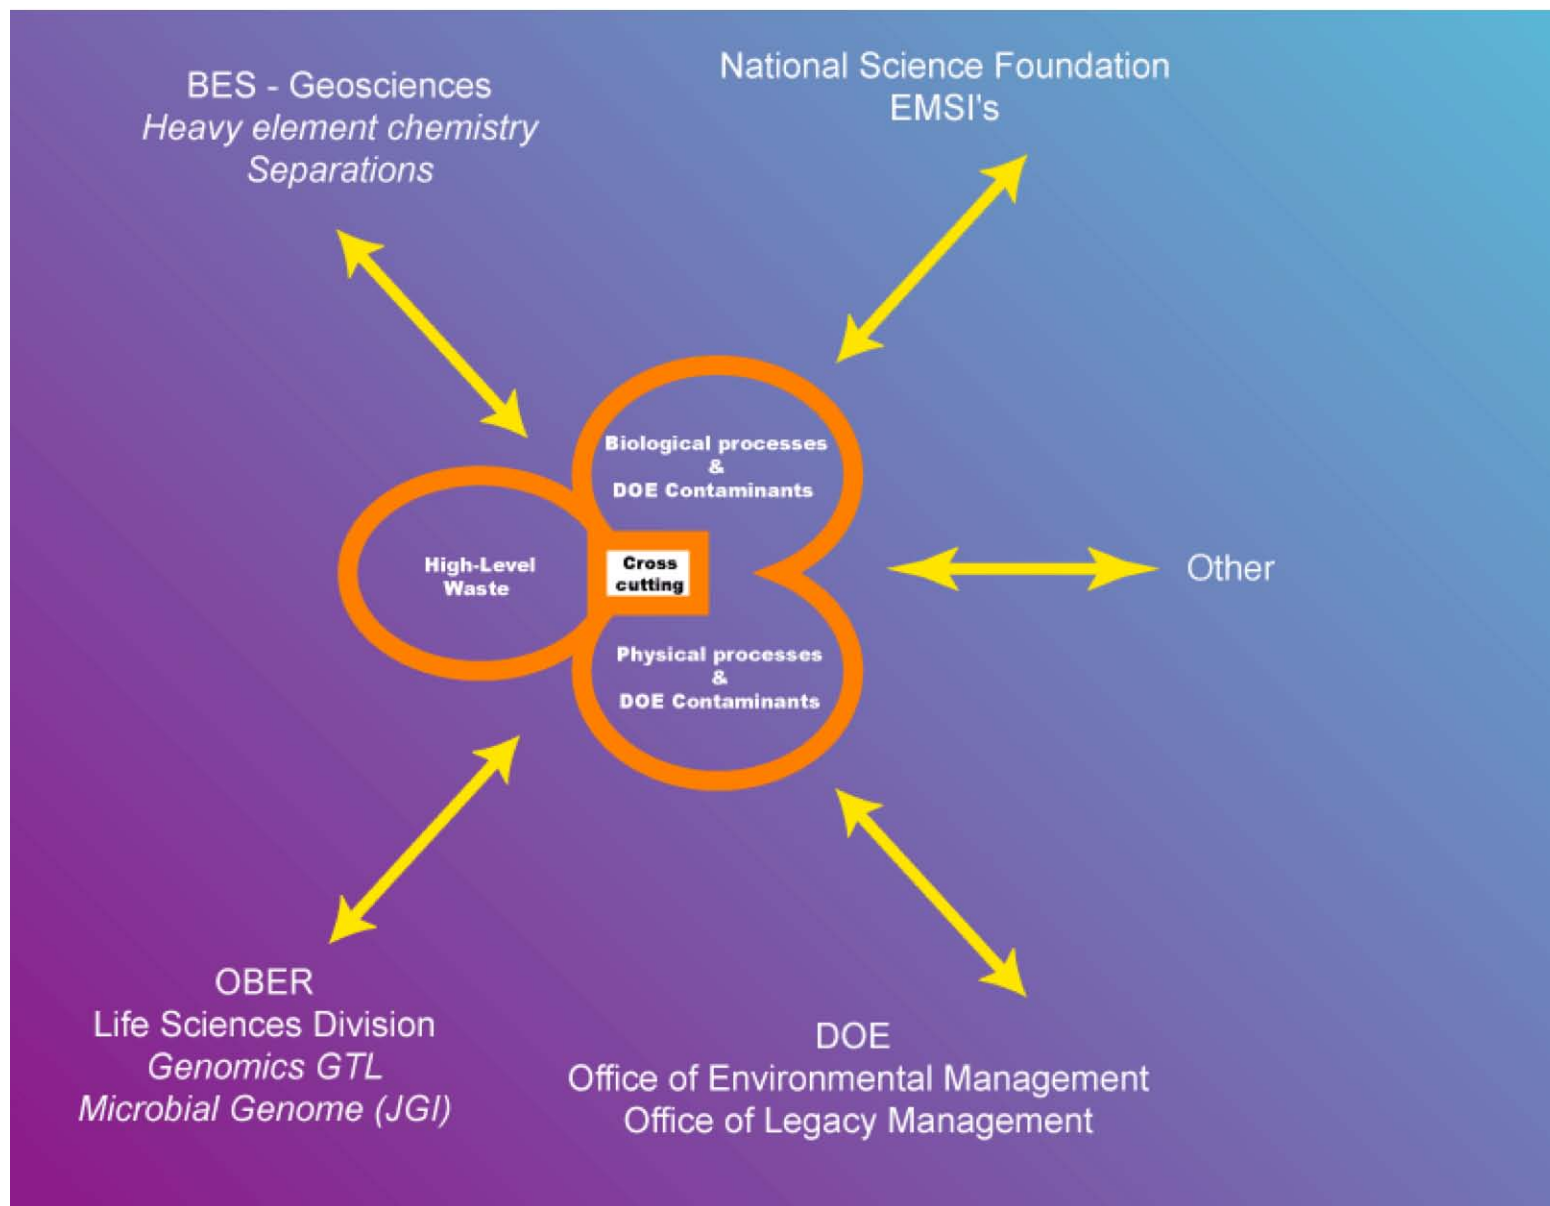 BES - Geosciences
Heavy element chemistry
Separations
National Science Foundation
EMSI's
Biological processes
&
DOE Contaminants
High-Level
Waste
Cross
cutting
Other
Physical processes
&
DOE Contaminants
OBER
Life Sciences Division
Genomics GTL
Microbial Genome (JGI)
DOE
Office of Environmental Management
Office of Legacy Management